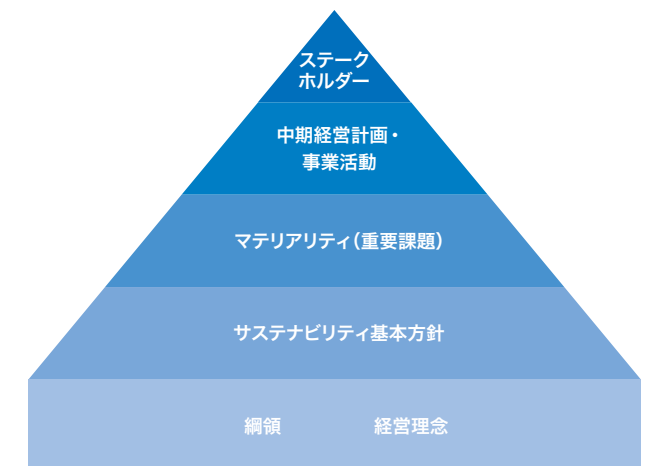 ステーク
ホルダー
中期経営計画・
事業活動
マテリアリティ(重要課題)
サステナビリティ基本方針
綱領 経営理念